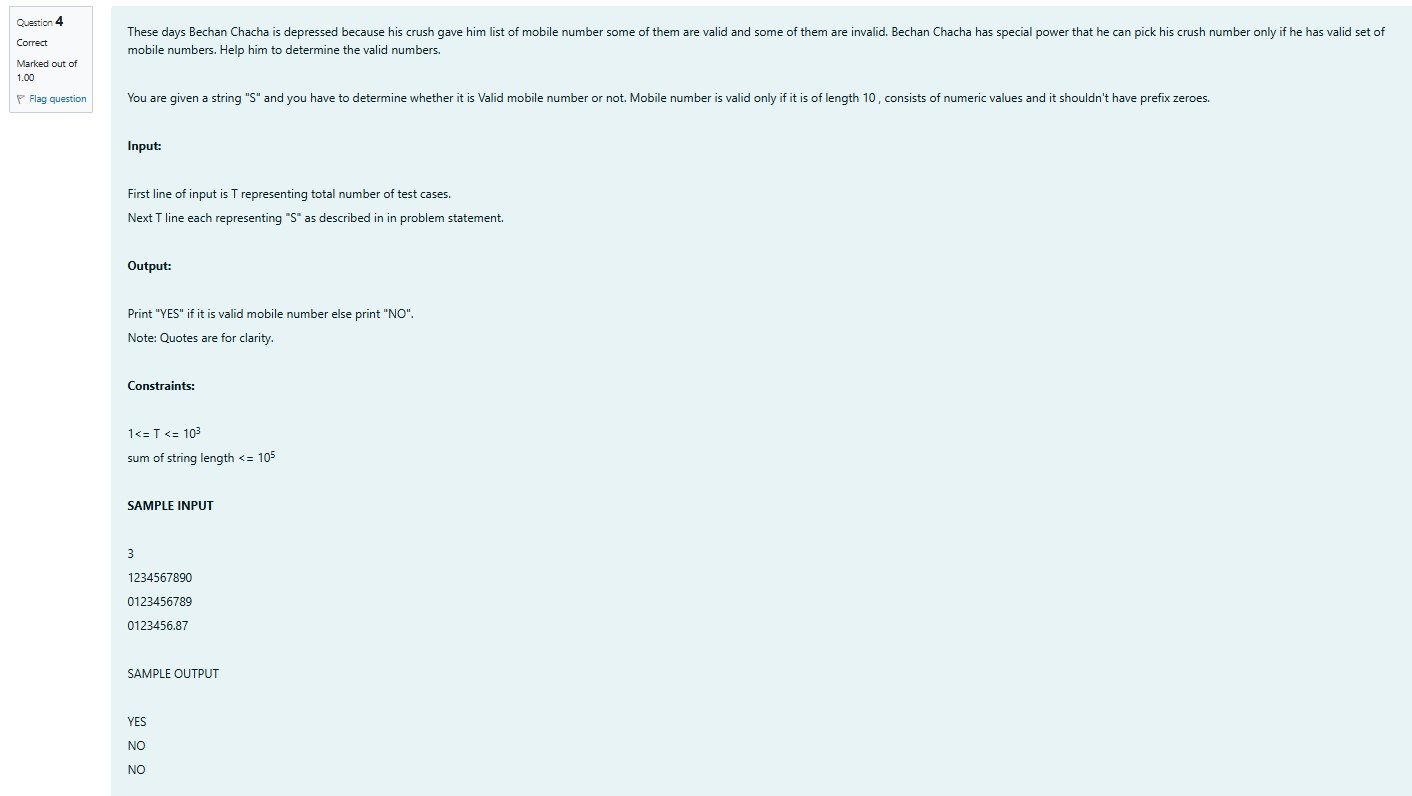 Question 4
Correct
Marked out of
1.00
Flag question
These days Bechan Chacha is depressed because his crush gave him list of mobile number some of them are valid and some of them are invalid. Bechan Chacha has special power that he can pick his crush number only if he has valid set of
mobile numbers. Help him to determine the valid numbers.
You are given a string "S" and you have to determine whether it is Valid mobile number or not. Mobile number is valid only if it is of length 10 , consists of numeric values and it shouldn't have prefix zeroes.
Input:
First line of input is T representing total number of test cases.
Next T line each representing "S" as described in in problem statement.
Output:
Print "YES" if it is valid mobile number else print "NO".
Note: Quotes are for clarity.
Constraints:
1<= T <= 10³
sum of string length <= 10⁵
SAMPLE INPUT
3
1234567890
0123456789
0123456.87
SAMPLE OUTPUT
YES
NO
NO